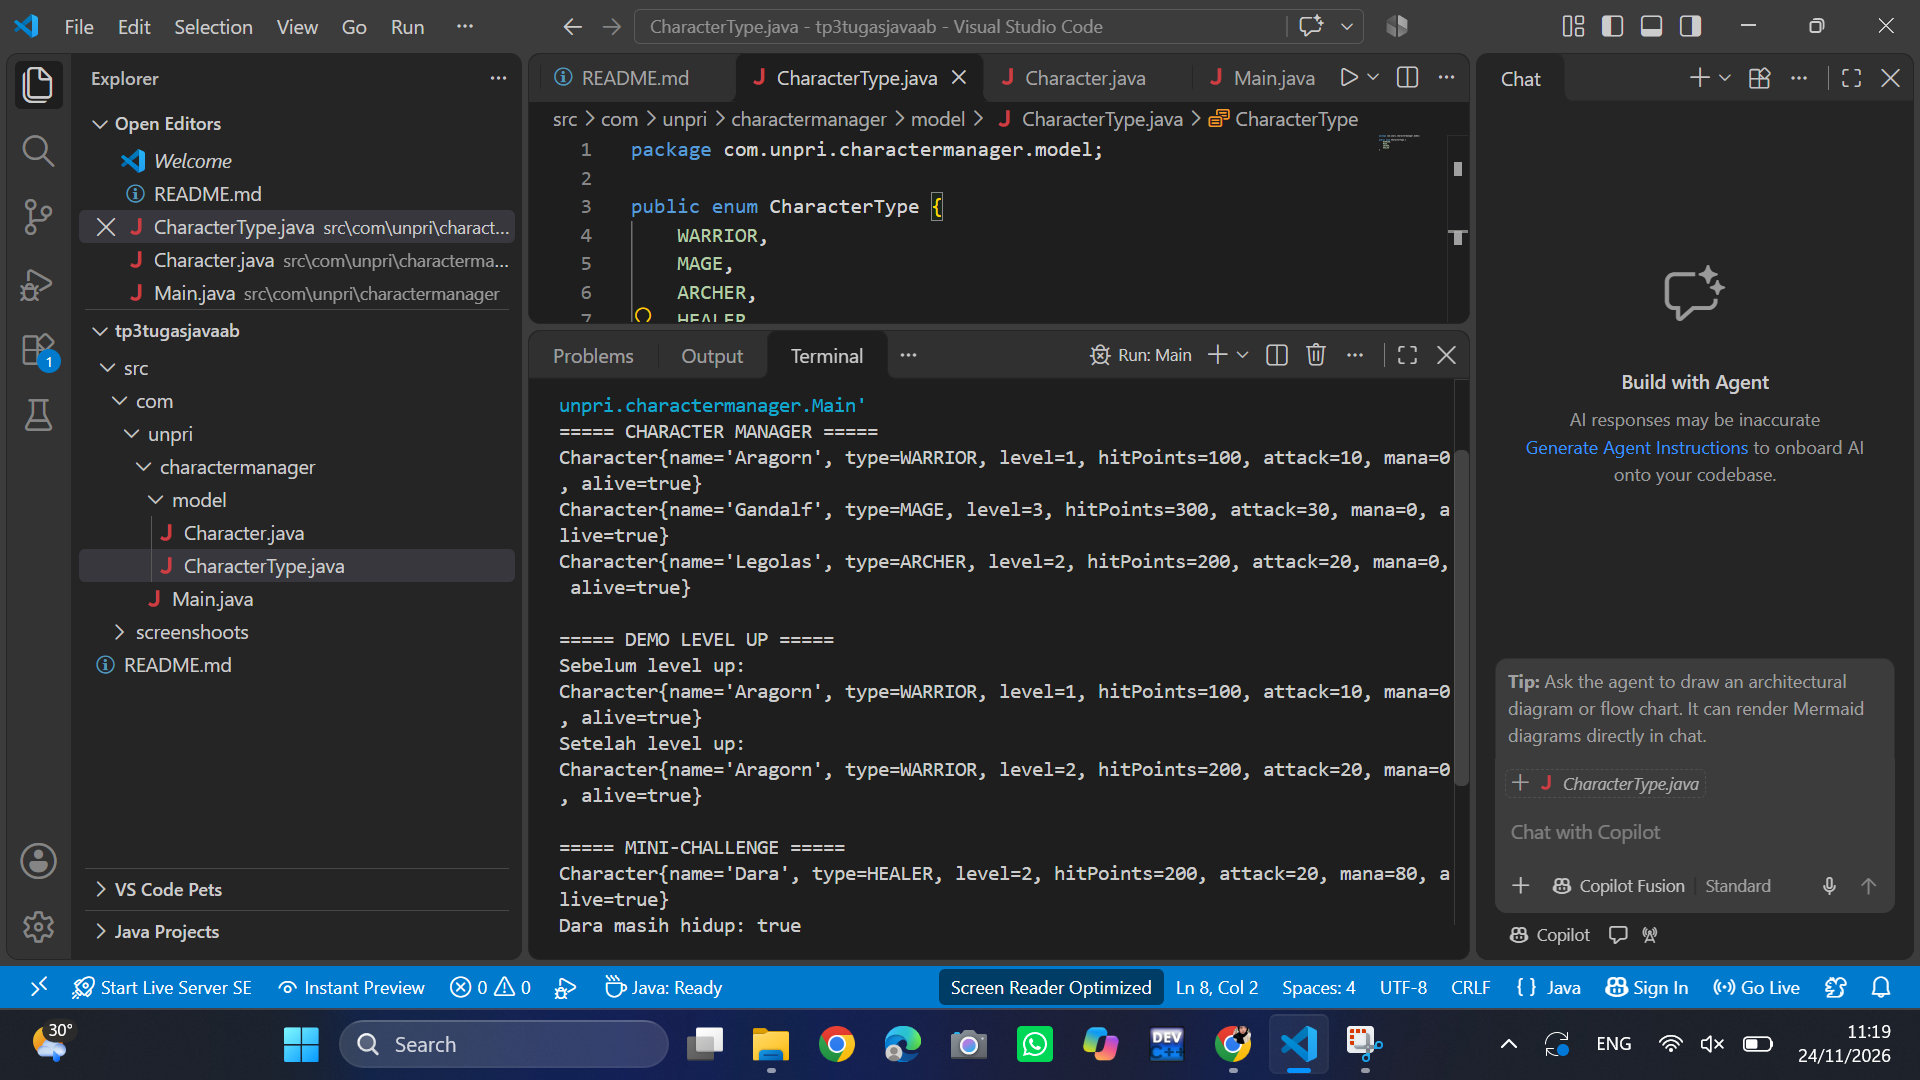 File Edit Selection View Go Run
CharacterType.java - tp3tugasjavaab - Visual Studio Code
Explorer
Open Editors
Welcome
README.md
CharacterType.java src\com\unpri\charact...
Character.java src\com\unpri\characterma...
Main.java src\com\unpri\charactermanager
tp3tugasjavaab
src
com
unpri
charactermanager
model
Character.java
CharacterType.java
Main.java
screenshoots
README.md
VS Code Pets
Java Projects
1
README.md CharacterType.java Character.java Main.java
src > com > unpri > charactermanager > model > CharacterType.java > CharacterType
1 package com.unpri.charactermanager.model;
2
3 public enum CharacterType {
4 WARRIOR,
5 MAGE,
6 ARCHER,
7 HEALER
Problems Output Terminal Run: Main
unpri.charactermanager.Main'
===== CHARACTER MANAGER =====
Character{name='Aragorn', type=WARRIOR, level=1, hitPoints=100, attack=10, mana=0
, alive=true}
Character{name='Gandalf', type=MAGE, level=3, hitPoints=300, attack=30, mana=0, a
live=true}
Character{name='Legolas', type=ARCHER, level=2, hitPoints=200, attack=20, mana=0,
alive=true}
===== DEMO LEVEL UP =====
Sebelum level up:
Character{name='Aragorn', type=WARRIOR, level=1, hitPoints=100, attack=10, mana=0
, alive=true}
Setelah level up:
Character{name='Aragorn', type=WARRIOR, level=2, hitPoints=200, attack=20, mana=0
, alive=true}
===== MINI-CHALLENGE =====
Character{name='Dara', type=HEALER, level=2, hitPoints=200, attack=20, mana=80, a
live=true}
Dara masih hidup: true
Chat
Build with Agent
AI responses may be inaccurate
Generate Agent Instructions to onboard AI
onto your codebase.
Tip: Ask the agent to draw an architectural
diagram or flow chart. It can render Mermaid
diagrams directly in chat.
CharacterType.java
Chat with Copilot
Copilot Fusion Standard
Copilot
Start Live Server SE Instant Preview 0 0 Java: Ready Screen Reader Optimized Ln 8, Col 2 Spaces: 4 UTF-8 CRLF {} Java Sign In Go Live
30°
Search
DEV
C++
ENG
11:19
24/11/2026